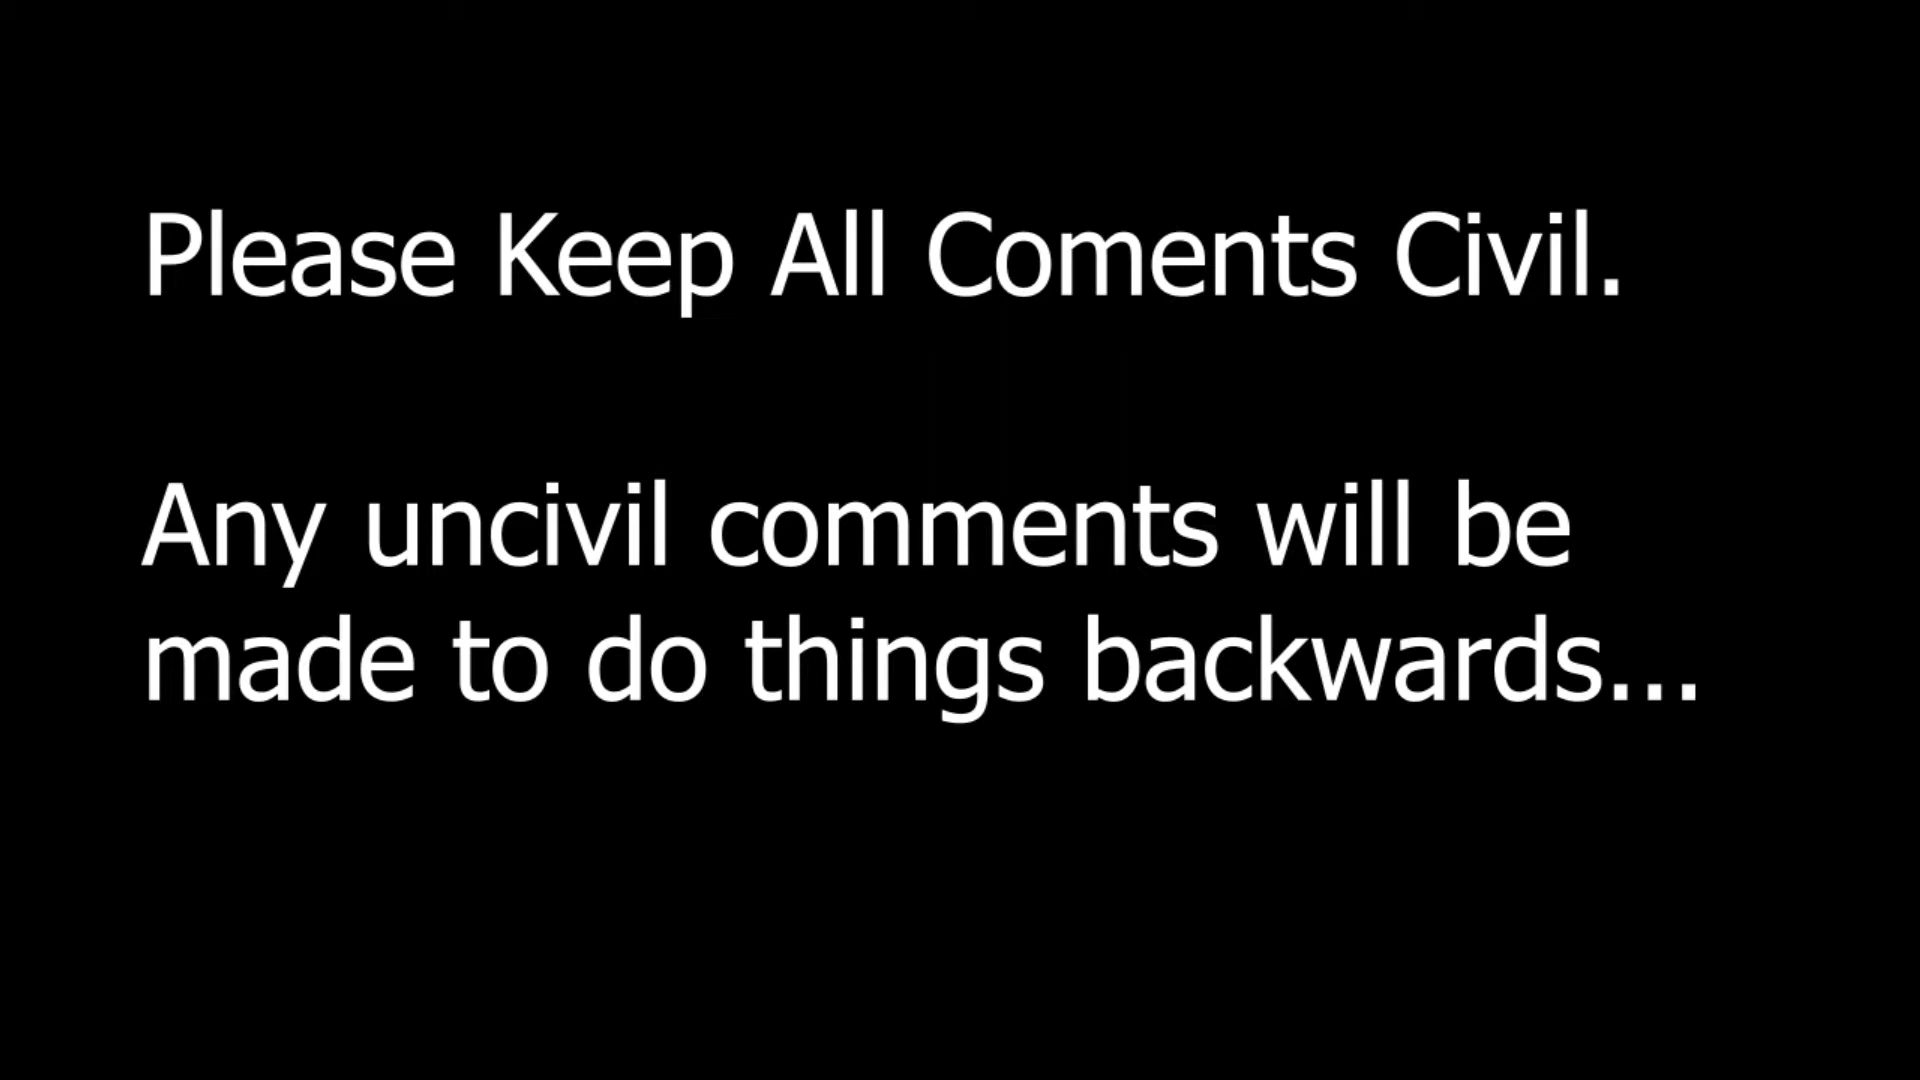 Please Keep All Coments Civil.
Any uncivil comments will be
made to do things backwards...